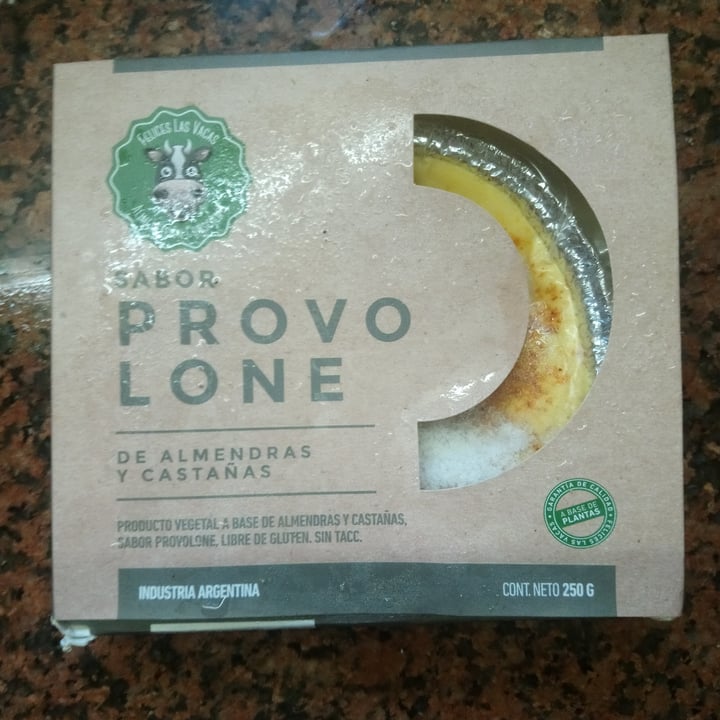 FELICES LAS VACAS
SABOR
PROVO
LONE
DE ALMENDRAS
Y CASTAÑAS
PRODUCTO VEGETAL A BASE DE ALMENDRAS Y CASTAÑAS,
SABOR PROVOLONE, LIBRE DE GLUTEN. SIN TACC.
GARANTÍA DE CALIDAD
A BASE DE
PLANTAS
FELICES LAS VACAS
INDUSTRIA ARGENTINA
CONT. NETO 250 G